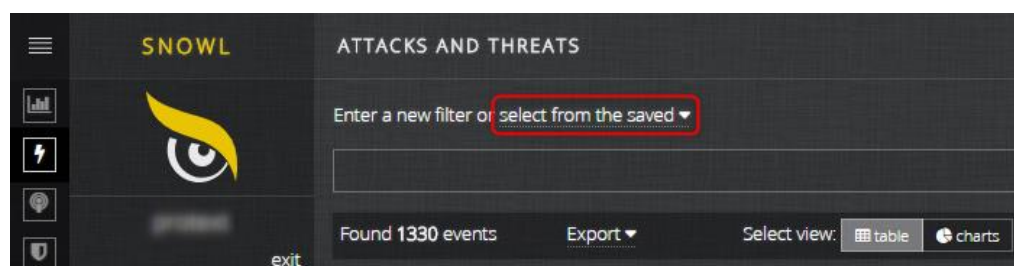 SNOWL
ATTACKS AND THREATS
Enter a new filter or select from the saved
Found 1330 events Export Select view: table charts
exit